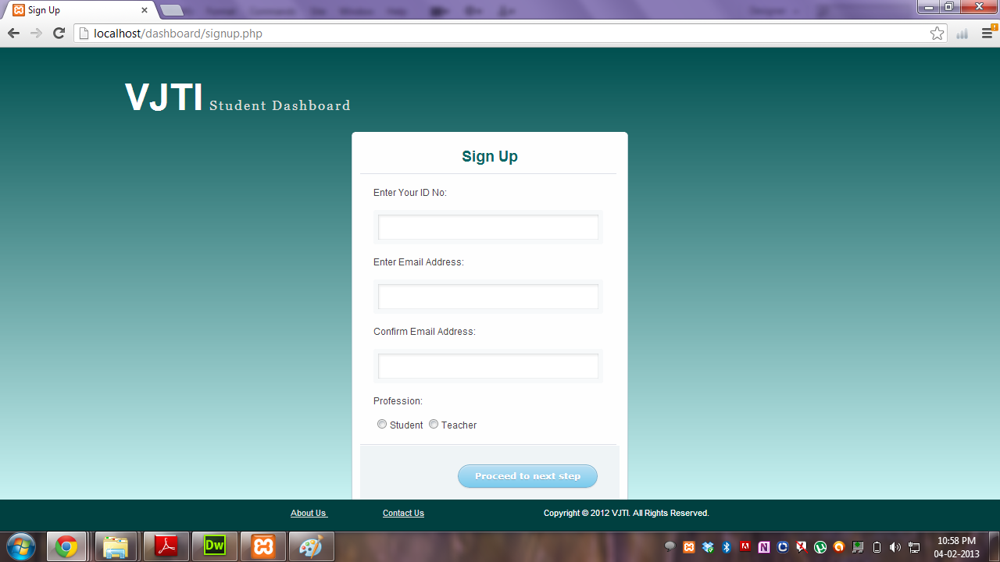 Sign Up
localhost/dashboard/signup.php
VJTI Student Dashboard
Sign Up
Enter Your ID No:
Enter Email Address:
Confirm Email Address:
Profession:
Student Teacher
Proceed to next step
About Us Contact Us Copyright © 2012 VJTI. All Rights Reserved.
Dw
N
10:58 PM
04-02-2013